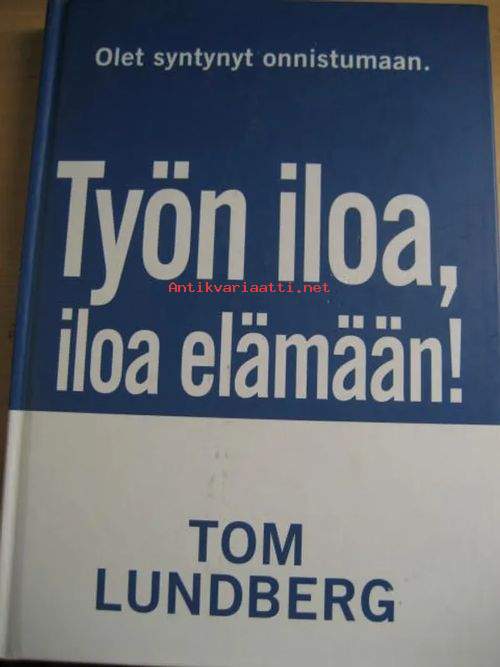 Olet syntynyt onnistumaan.
Työn iloa,
Antikvariaatti.net
iloa elämään!
TOM
LUNDBERG